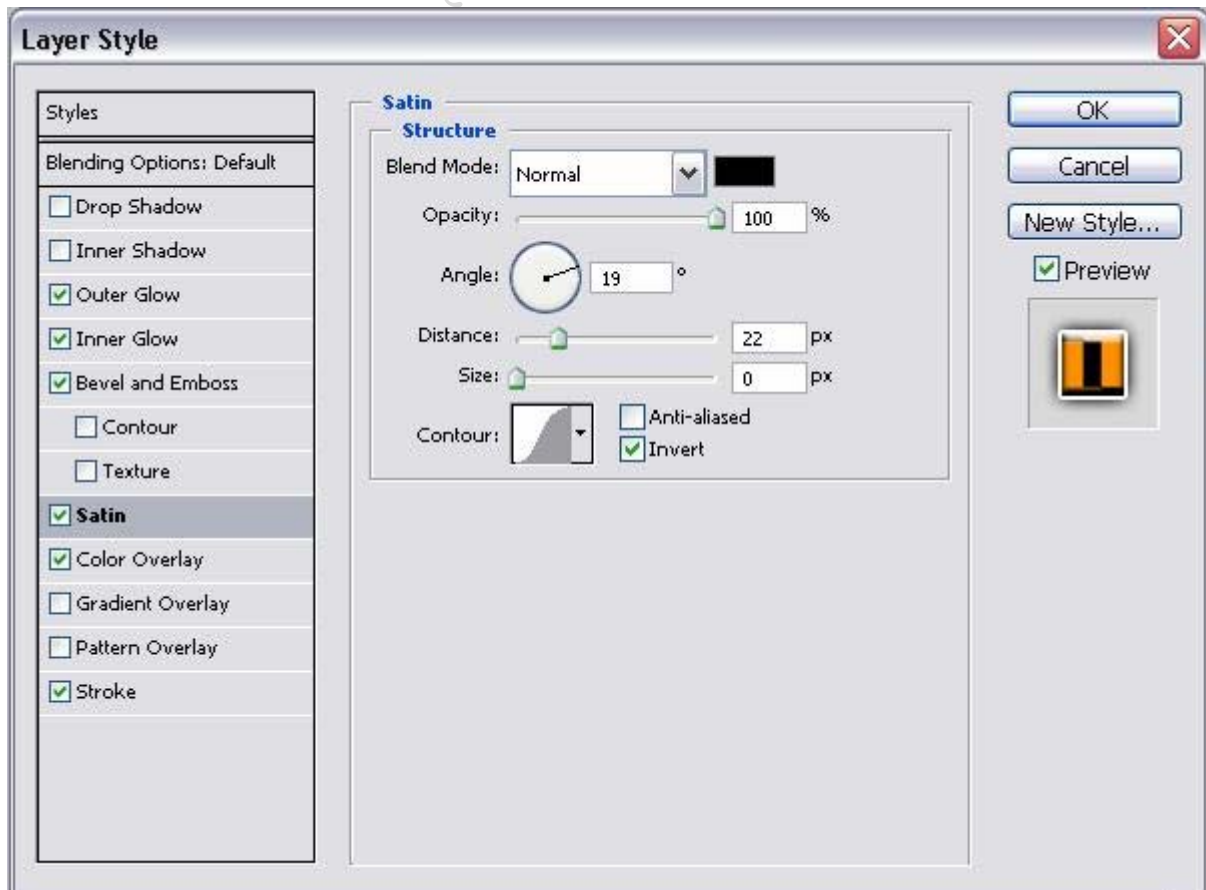 Layer Style
Styles
Blending Options: Default
Drop Shadow
Inner Shadow
Outer Glow
Inner Glow
Bevel and Emboss
Contour
Texture
Satin
Color Overlay
Gradient Overlay
Pattern Overlay
Stroke
Satin
Structure
Blend Mode: Normal
Opacity: 100 %
Angle: 19 °
Distance: 22 px
Size: 0 px
Contour:
Anti-aliased
Invert
OK
Cancel
New Style...
Preview